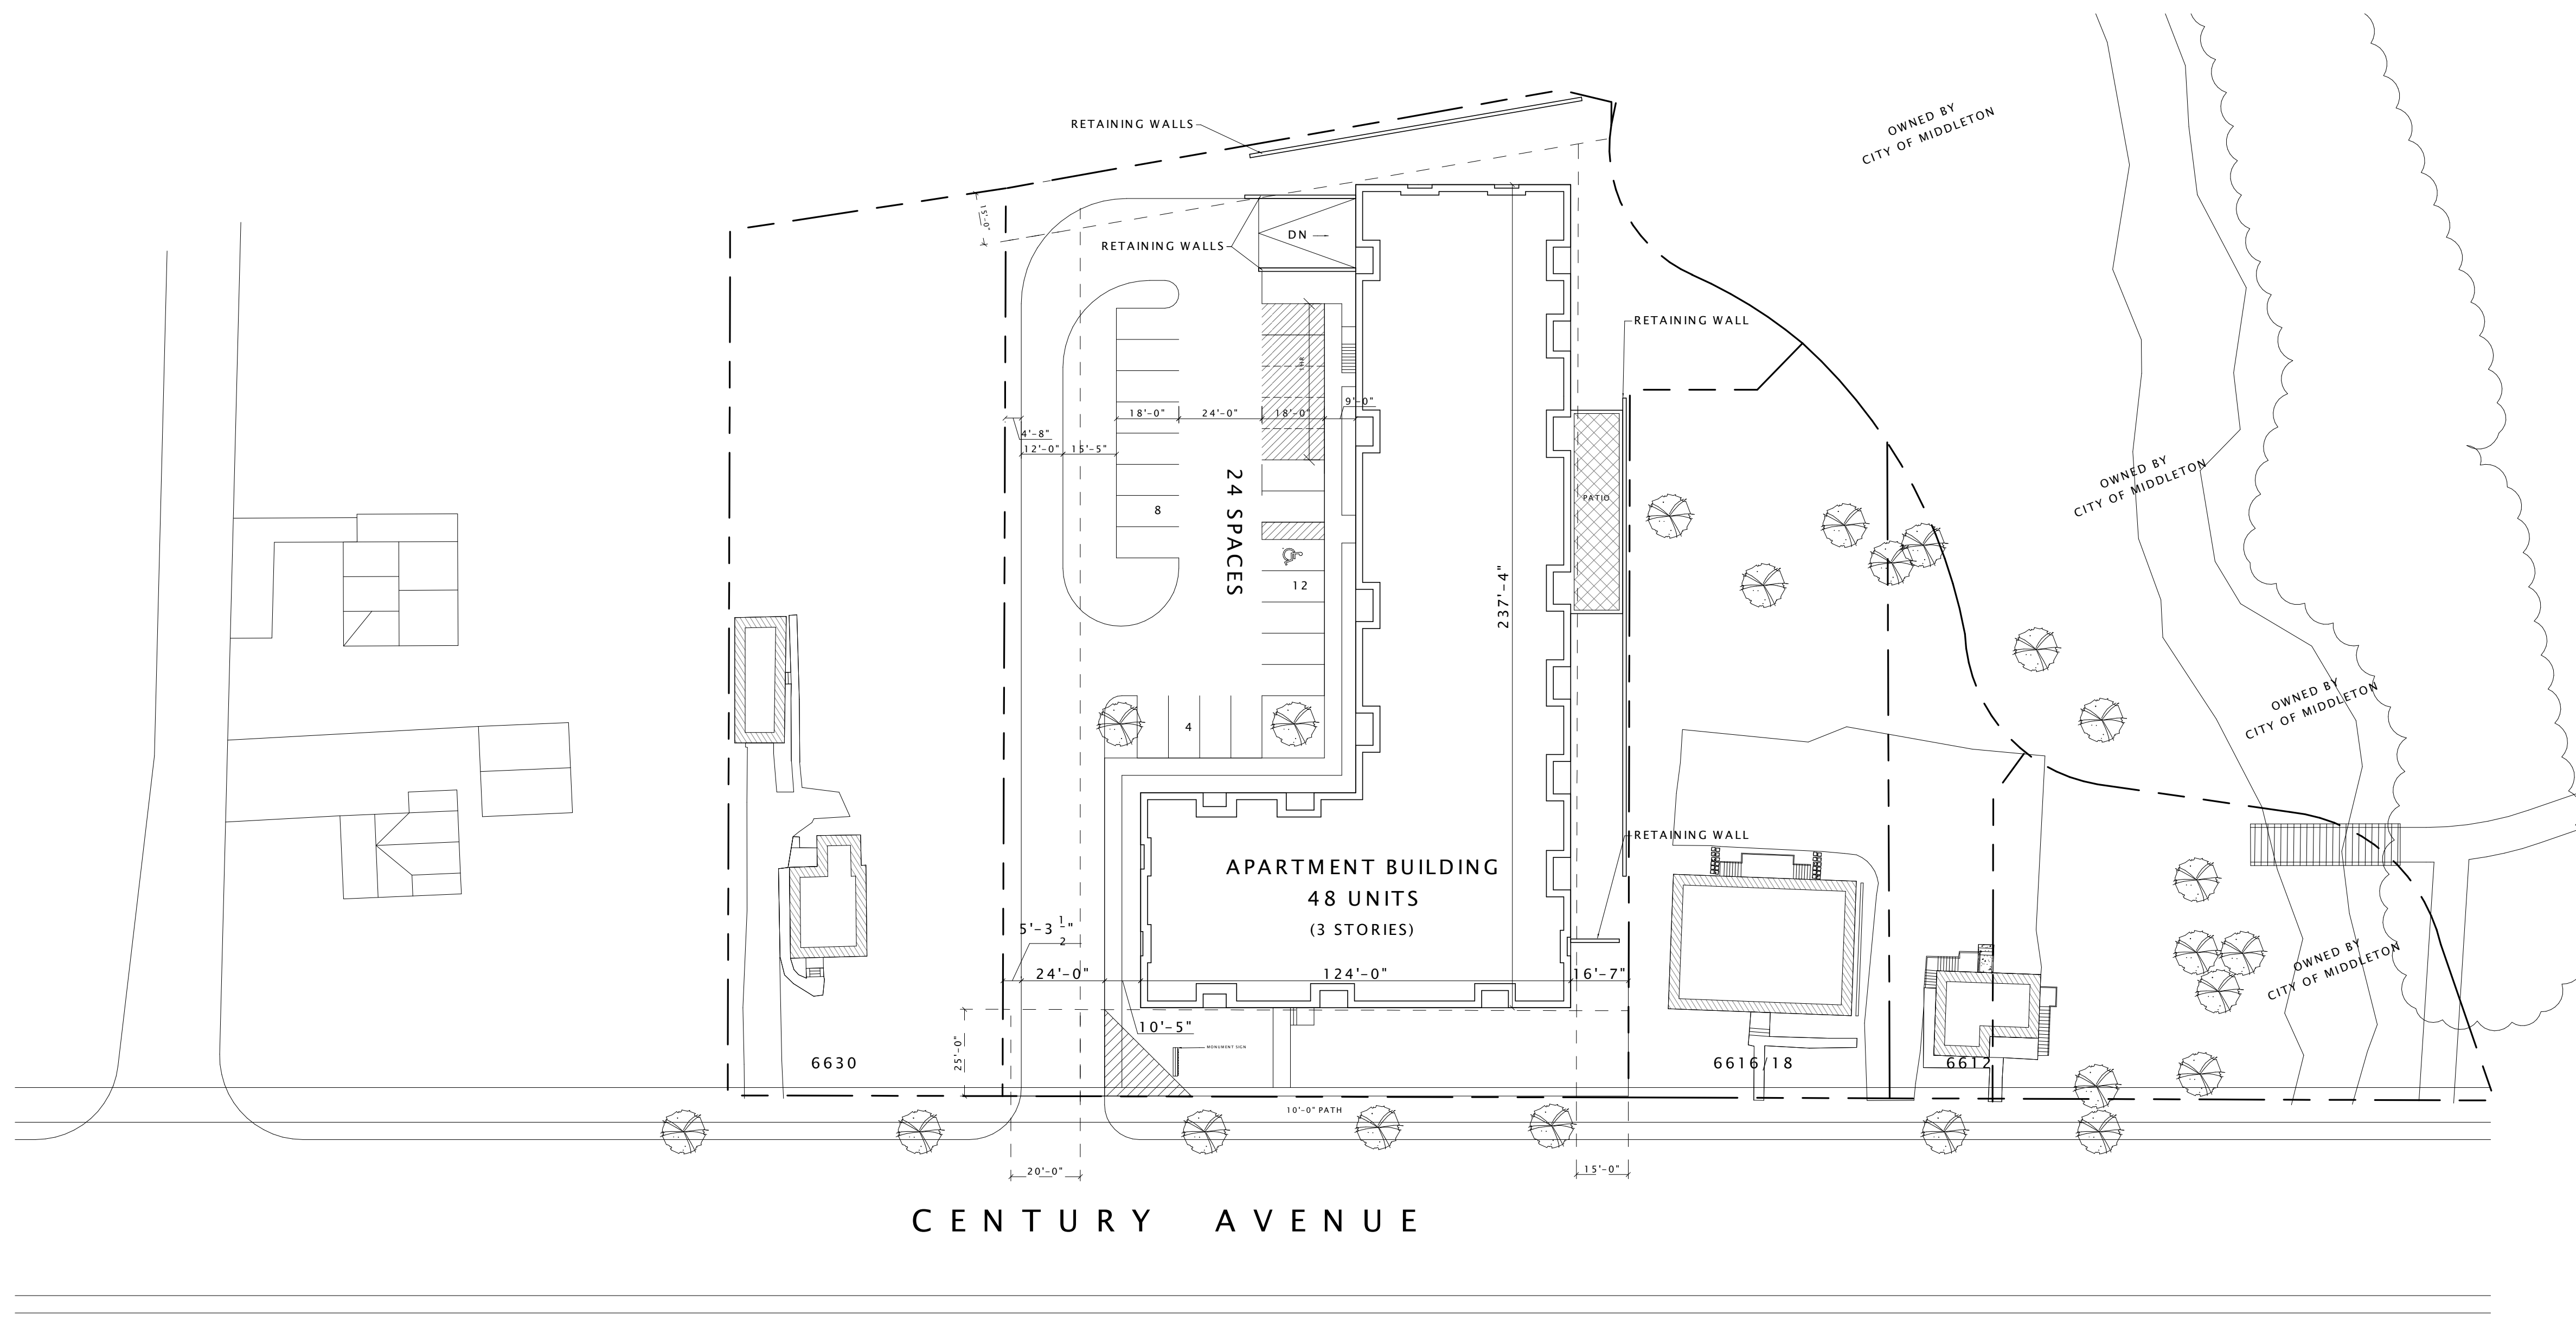 RETAINING WALLS
OWNED BY
CITY OF MIDDLETON
15'-0"
DN
RETAINING WALLS
RETAINING WALL
1HR
9'-0"
18'-0"
24'-0"
18'-0"
4'-8"
12'-0"
15'-5"
24 SPACES
8
PATIO
OWNED BY
CITY OF MIDDLETON
12
237'-4"
OWNED BY
CITY OF MIDDLETON
4
RETAINING WALL
APARTMENT BUILDING
48 UNITS
(3 STORIES)
5'-3 1/2"
OWNED BY
CITY OF MIDDLETON
24'-0"
124'-0"
16'-7"
10'-5"
MONUMENT SIGN
25'-0"
6630
6616/18
6612
10'-0" PATH
20'-0"
15'-0"
CENTURY AVENUE